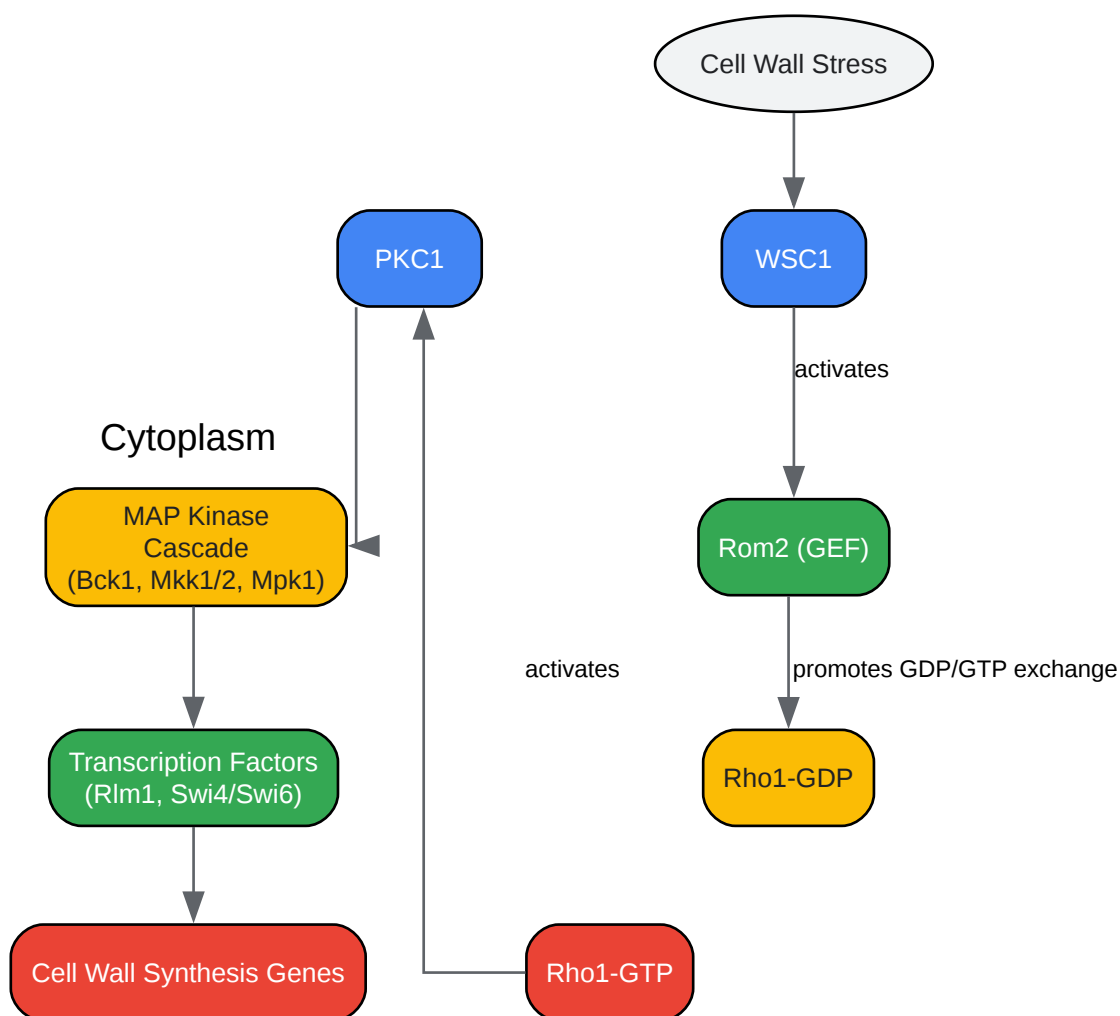 Cell Wall Stress
PKC1
WSC1
activates
Cytoplasm
MAP Kinase
Cascade
(Bck1, Mkk1/2, Mpk1)
Rom2 (GEF)
activates
promotes GDP/GTP exchange
Transcription Factors
(Rlm1, Swi4/Swi6)
Rho1-GDP
Cell Wall Synthesis Genes
Rho1-GTP